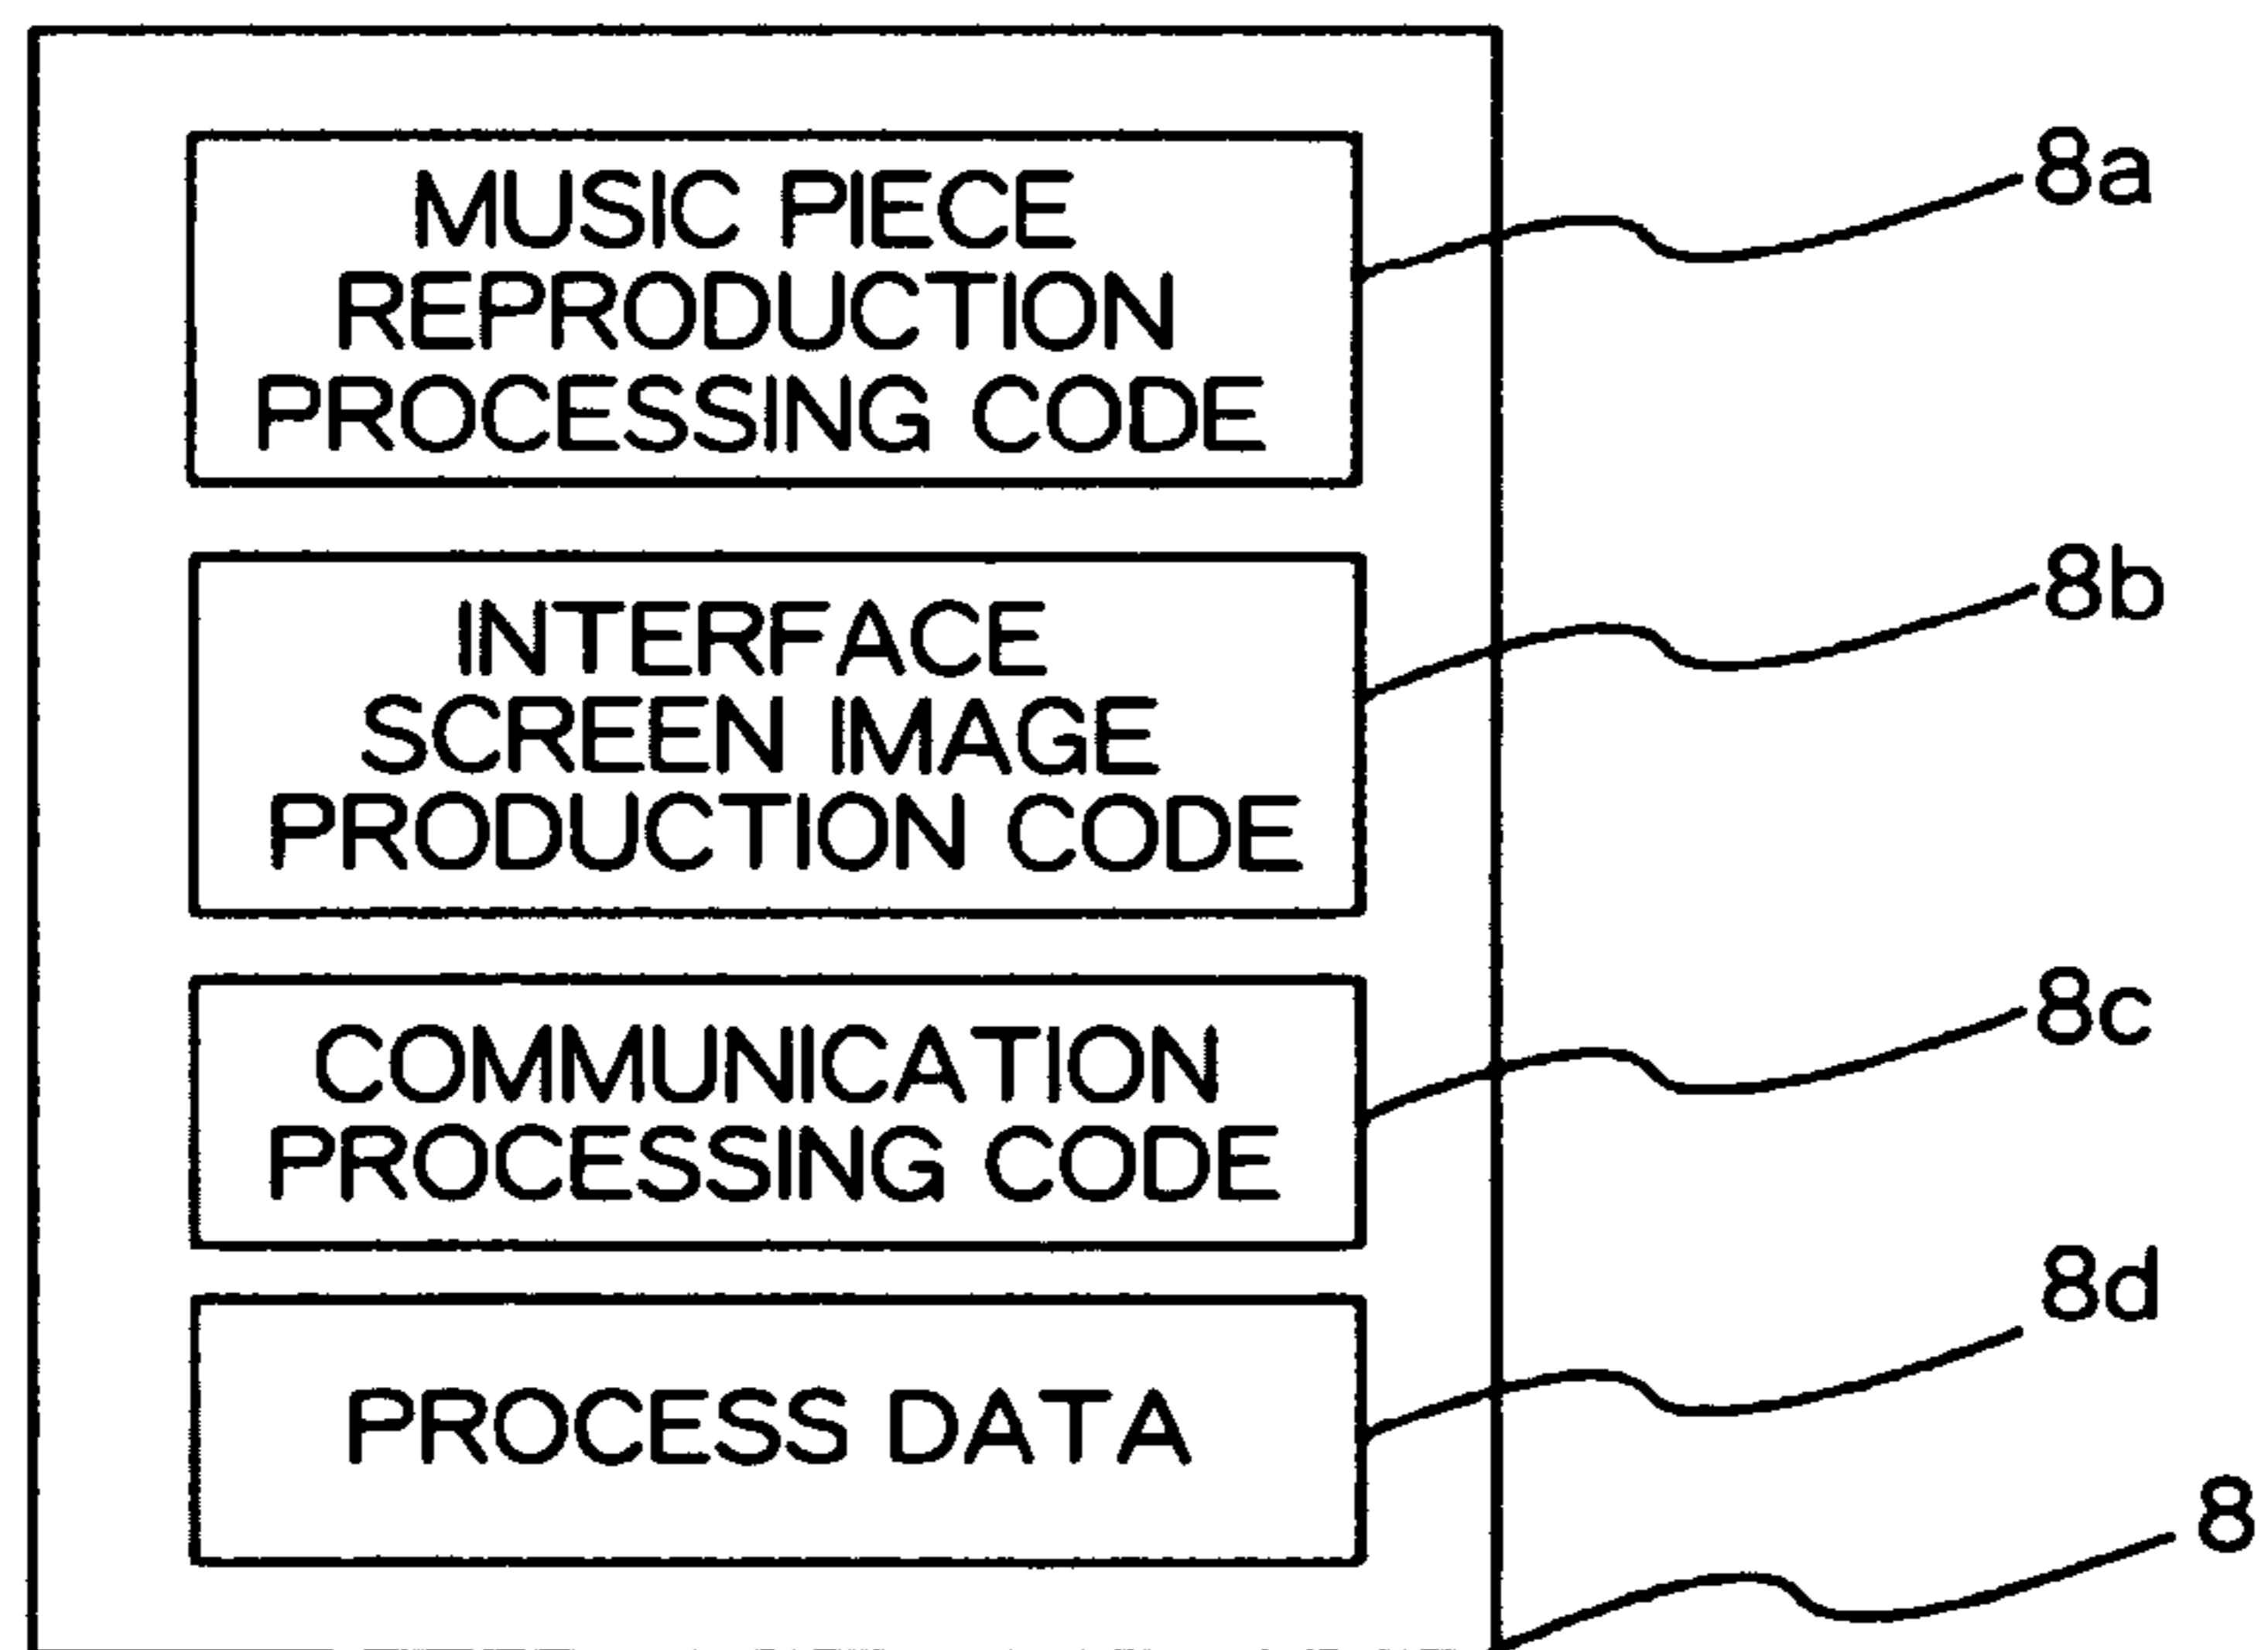 MUSIC PIECE
REPRODUCTION
PROCESSING CODE
8a
INTERFACE
SCREEN IMAGE
PRODUCTION CODE
8b
COMMUNICATION
PROCESSING CODE
8c
PROCESS DATA
8d
8